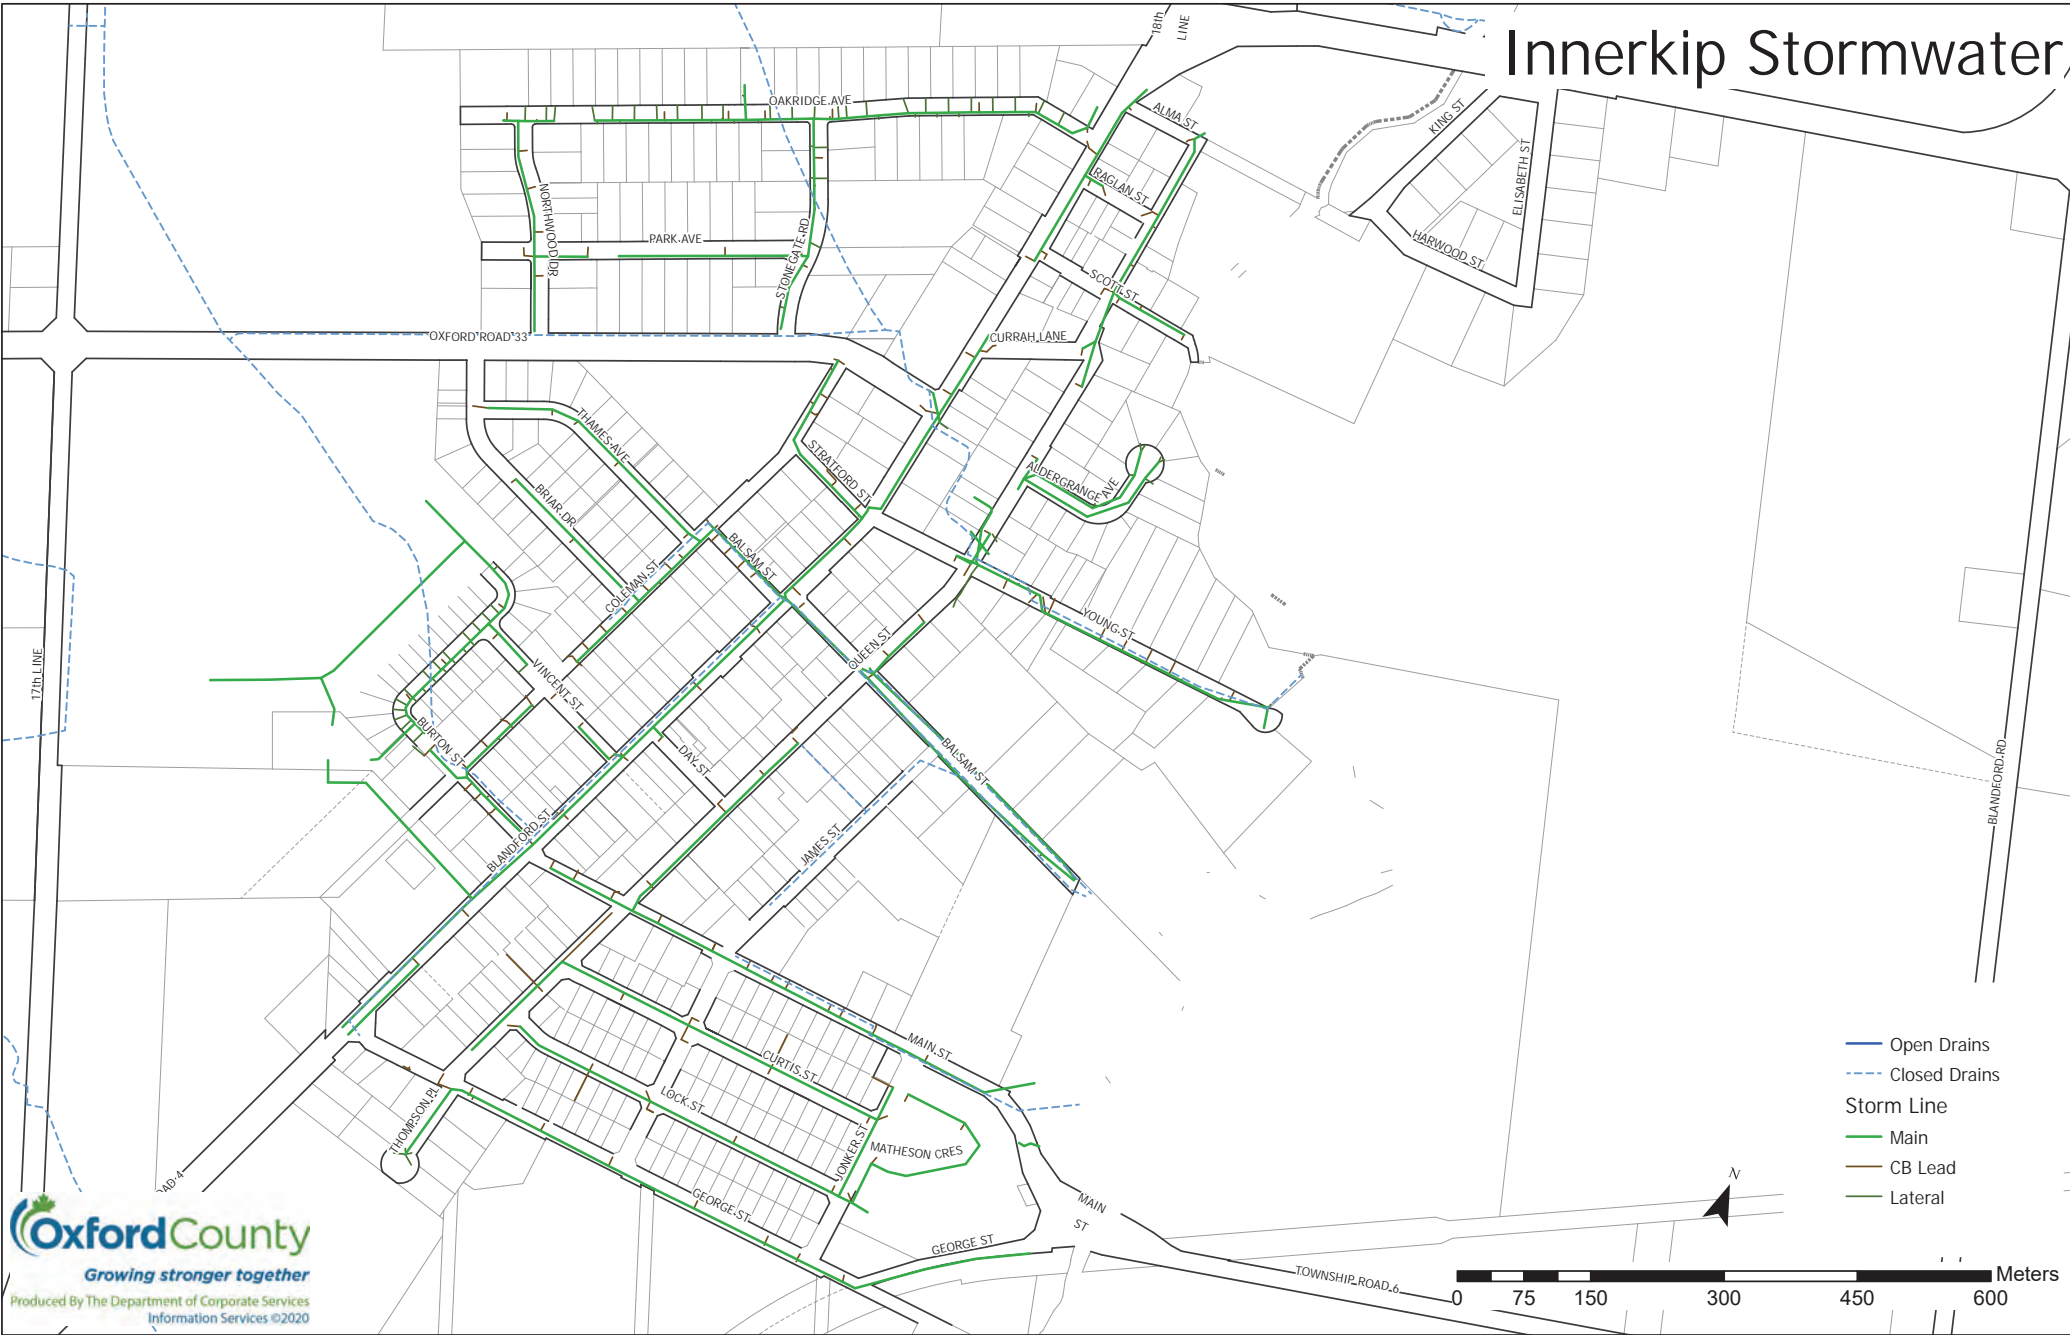 Innerkip Stormwater
18th
LINE
OAKRIDGE AVE
ALMA ST
KING ST
ELISABETH ST
RAGLAN ST
NORTHWOOD DR
PARK AVE
STONEGATE RD
HARWOOD ST
SCOTT ST
OXFORD ROAD 33
CURRAH LANE
THAMES AVE
STRATFORD ST
ALDERGRANGE
AVE
BRIAR DR
BALSAM ST
COLEMAN ST
YOUNG ST
QUEEN ST
17th LINE
VINCENT ST
BURTON ST
DAY ST
BALSAM ST
BLANDFORD RD
BLANDFORD ST
JAMES ST
MAIN ST
CURTIS ST
LOCK ST
THOMPSON PL
JONKER ST
MATHESON CRES
OAD 4
GEORGE ST
MAIN
ST
GEORGE ST
TOWNSHIP ROAD 6
Open Drains
Closed Drains
Storm Line
Main
CB Lead
Lateral
N
Meters
0 75 150 300 450 600
OxfordCounty
Growing stronger together
Produced By The Department of Corporate Services
Information Services ©2020